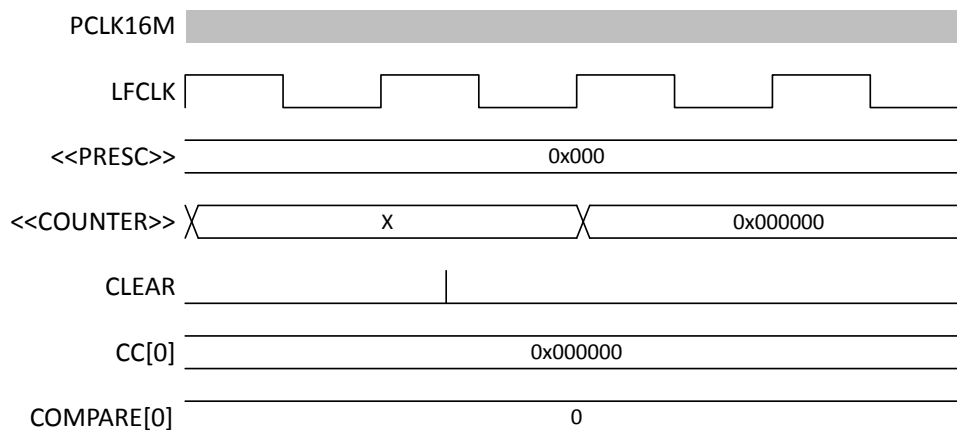 PCLK16M
LFCLK
<<PRESC>> 0x000
<<COUNTER>> X 0x000000
CLEAR
CC[0] 0x000000
COMPARE[0] 0